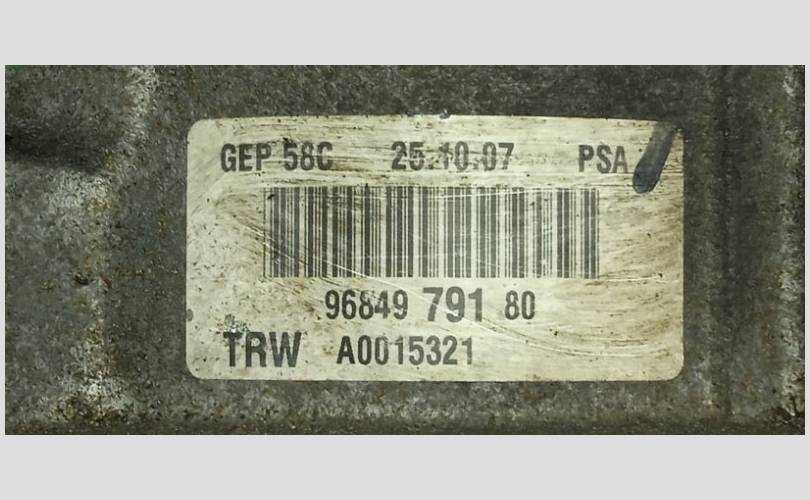 GEP 58C 25.10.07 PSA
96849 791 80
TRW A0015321